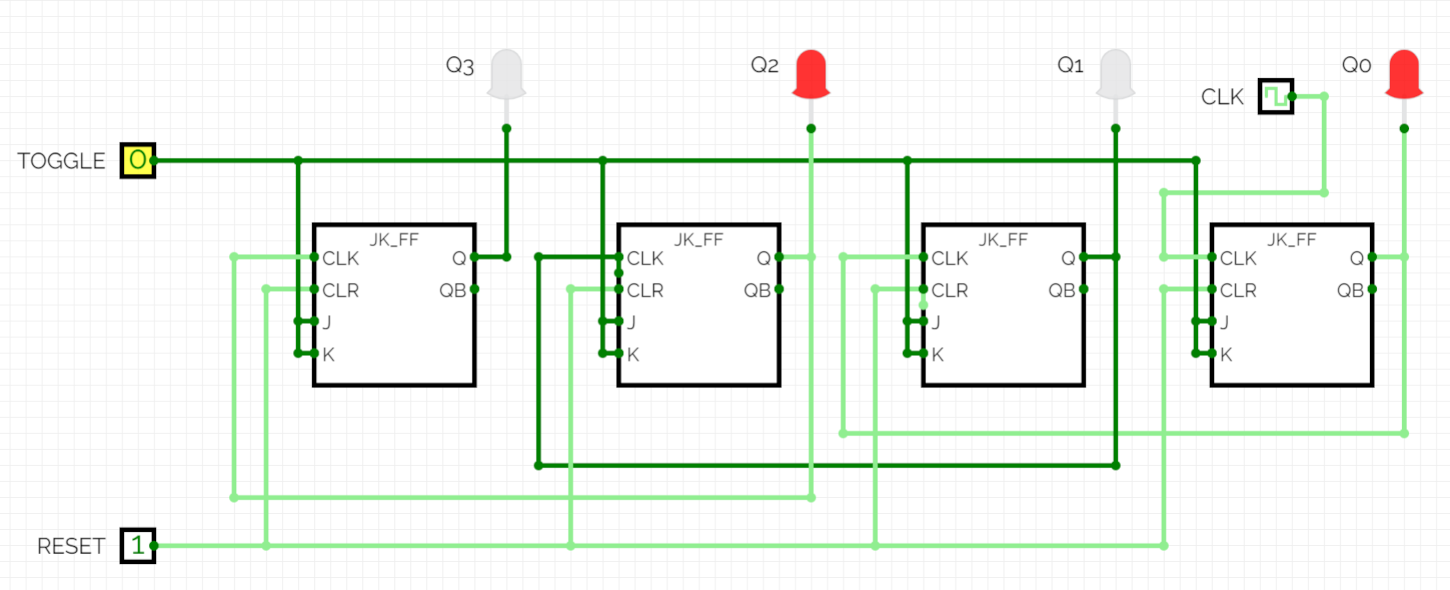 Q3
Q2
Q1
Q0
CLK
TOGGLE
0
JK_FF
CLK
Q
CLR
QB
J
K
JK_FF
CLK
Q
CLR
QB
J
K
JK_FF
CLK
Q
CLR
QB
J
K
JK_FF
CLK
Q
CLR
QB
J
K
RESET
1